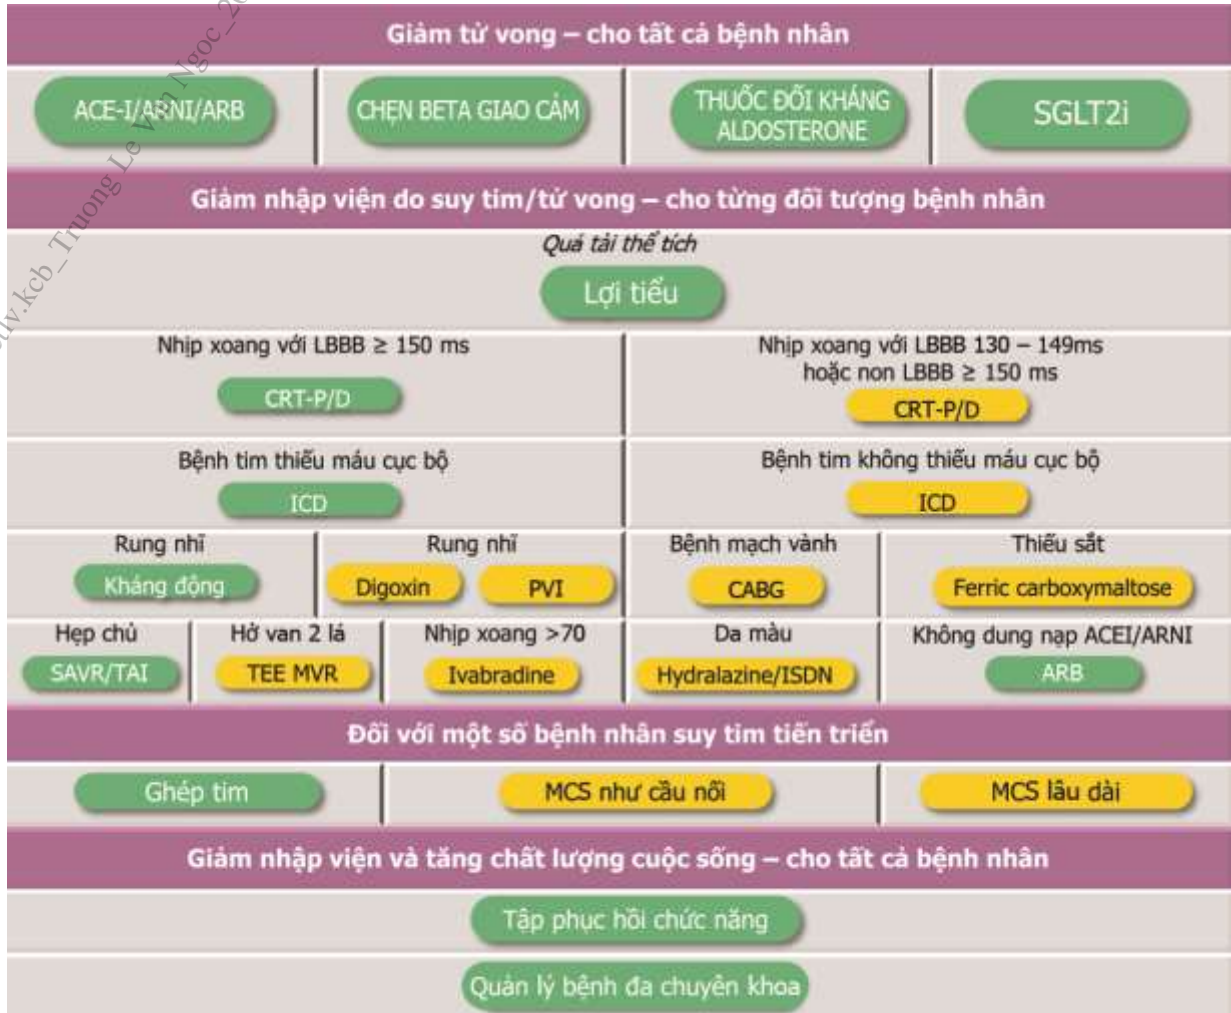 Giảm tử vong – cho tất cả bệnh nhân
ACE-I/ARNI/ARB
CHẸN BETA GIAO CẢM
THUỐC ĐỐI KHÁNG
ALDOSTERONE
SGLT2i
Giảm nhập viện do suy tim/tử vong – cho từng đối tượng bệnh nhân
Quá tải thể tích
Lợi tiểu
Nhịp xoang với LBBB ≥ 150 ms
CRT-P/D
Nhịp xoang với LBBB 130 – 149ms
hoặc non LBBB ≥ 150 ms
CRT-P/D
Bệnh tim thiếu máu cục bộ
ICD
Bệnh tim không thiếu máu cục bộ
ICD
Rung nhĩ
Kháng động
Rung nhĩ
Digoxin
PVI
Bệnh mạch vành
CABG
Thiếu sắt
Ferric carboxymaltose
Hẹp chủ
SAVR/TAI
Hở van 2 lá
TEE MVR
Nhịp xoang >70
Ivabradine
Da màu
Hydralazine/ISDN
Không dung nạp ACEI/ARNI
ARB
Đối với một số bệnh nhân suy tim tiến triển
Ghép tim
MCS như cầu nối
MCS lâu dài
Giảm nhập viện và tăng chất lượng cuộc sống – cho tất cả bệnh nhân
Tập phục hồi chức năng
Quản lý bệnh đa chuyên khoa
kcb_Truong Le Van Ngoc